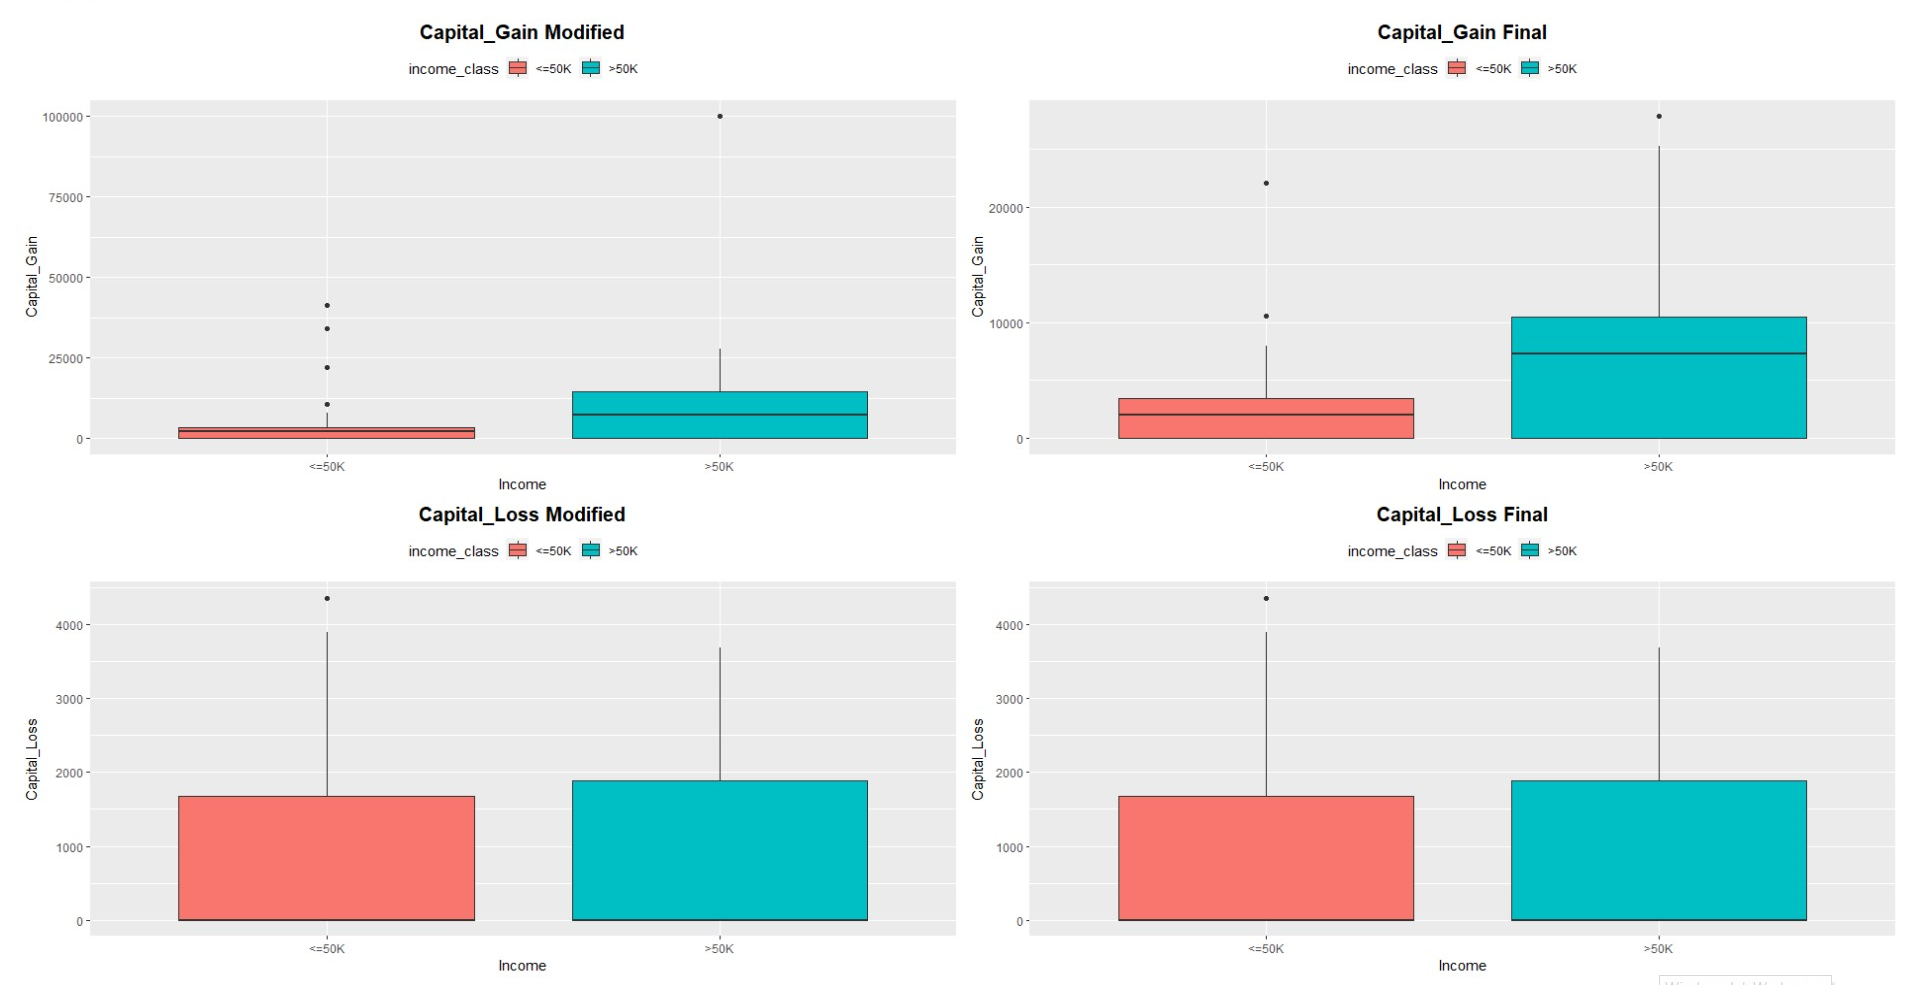 Capital_Gain Modified
income_class <=50K >50K
100000
75000
50000
25000
0
Capital_Gain
<=50K >50K
Income
Capital_Gain Final
income_class <=50K >50K
20000
10000
0
Capital_Gain
<=50K >50K
Income
Capital_Loss Modified
income_class <=50K >50K
4000
3000
2000
1000
0
Capital_Loss
<=50K >50K
Income
Capital_Loss Final
income_class <=50K >50K
4000
3000
2000
1000
0
Capital_Loss
<=50K >50K
Income